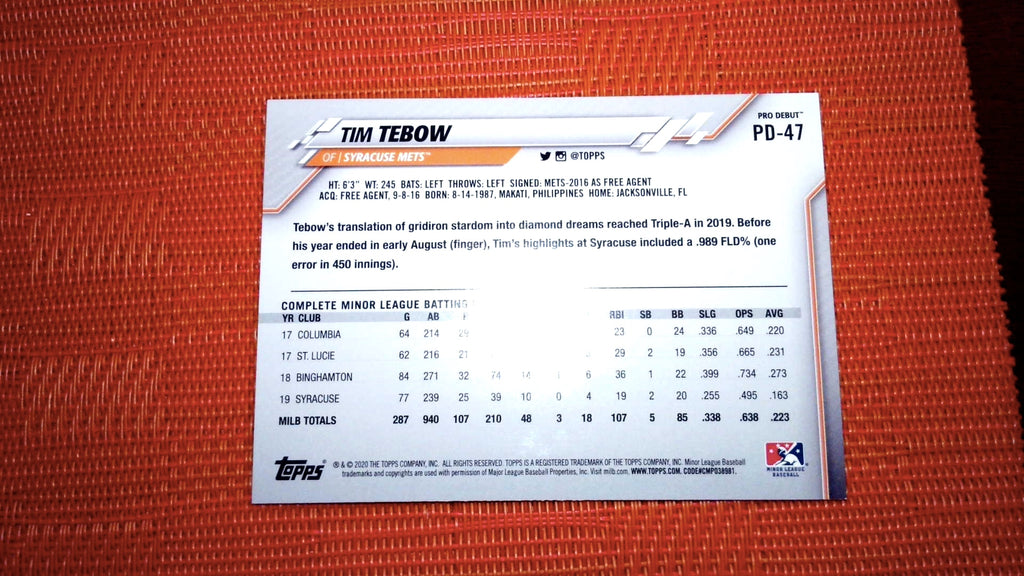 TIM TEBOW
PRO DEBUT™
PD-47
OF | SYRACUSE METS™
@TOPPS
HT: 6'3" WT: 245 BATS: LEFT THROWS: LEFT SIGNED: METS-2016 AS FREE AGENT
ACQ: FREE AGENT, 9-8-16 BORN: 8-14-1987, MAKATI, PHILIPPINES HOME: JACKSONVILLE, FL
Tebow's translation of gridiron stardom into diamond dreams reached Triple-A in 2019. Before
his year ended in early August (finger), Tim's highlights at Syracuse included a .989 FLD% (one
error in 450 innings).
COMPLETE MINOR LEAGUE BATTING
YR CLUB G AB RBI SB BB SLG OPS AVG
17 COLUMBIA 64 214 29 23 0 24 .336 .649 .220
17 ST. LUCIE 62 216 21 29 2 19 .356 .665 .231
18 BINGHAMTON 84 271 32 74 14 1 6 36 1 22 .399 .734 .273
19 SYRACUSE 77 239 25 39 10 0 4 19 2 20 .255 .495 .163
MILB TOTALS 287 940 107 210 48 3 18 107 5 85 .338 .638 .223
Topps®
® & © 2020 THE TOPPS COMPANY, INC. ALL RIGHTS RESERVED. TOPPS IS A REGISTERED TRADEMARK OF THE TOPPS COMPANY, INC. Minor League Baseball
trademarks and copyrights are used with permission of Major League Baseball Properties, Inc. Visit milb.com. WWW.TOPPS.COM. CODE#CMP038981.
MINOR LEAGUE
BASEBALL